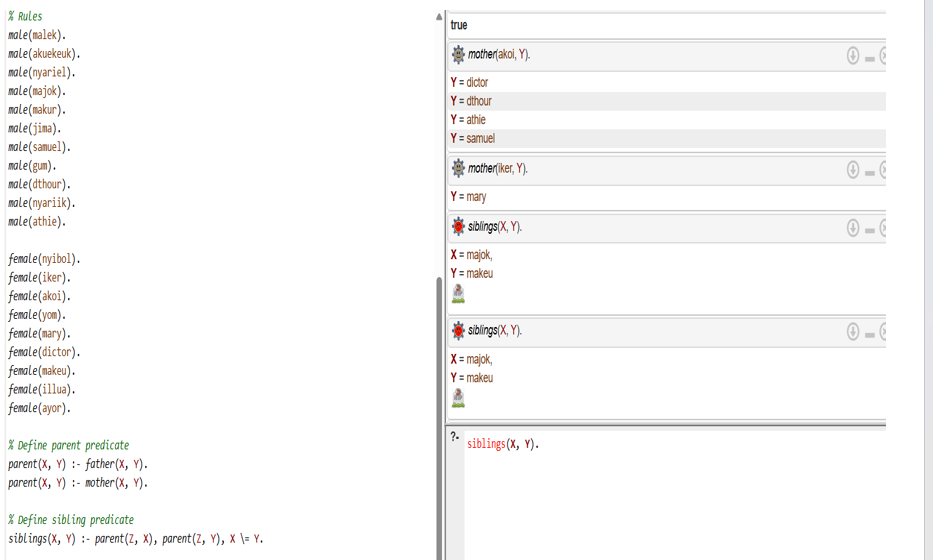 % Rules
male(malek).
male(akuekeuk).
male(nyariel).
male(majok).
male(makur).
male(jima).
male(samuel).
male(gum).
male(dthour).
male(nyariik).
male(athie).
female(nyibol).
female(iker).
female(akoi).
female(yom).
female(mary).
female(dictor).
female(makeu).
female(illua).
female(ayor).
% Define parent predicate
parent(X, Y) :- father(X, Y).
parent(X, Y) :- mother(X, Y).
% Define sibling predicate
siblings(X, Y) :- parent(Z, X), parent(Z, Y), X \= Y.
true
mother(akoi, Y).
Y = dictor
Y = dthour
Y = athie
Y = samuel
mother(iker, Y).
Y = mary
siblings(X, Y).
X = majok,
Y = makeu
siblings(X, Y).
X = majok,
Y = makeu
?- siblings(X, Y).